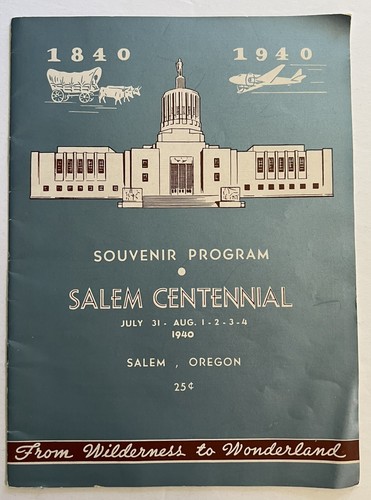 1840 1940
SOUVENIR PROGRAM
SALEM CENTENNIAL
JULY 31 - AUG. 1 - 2 - 3 - 4
1940
SALEM , OREGON
25¢
From Wilderness to Wonderland